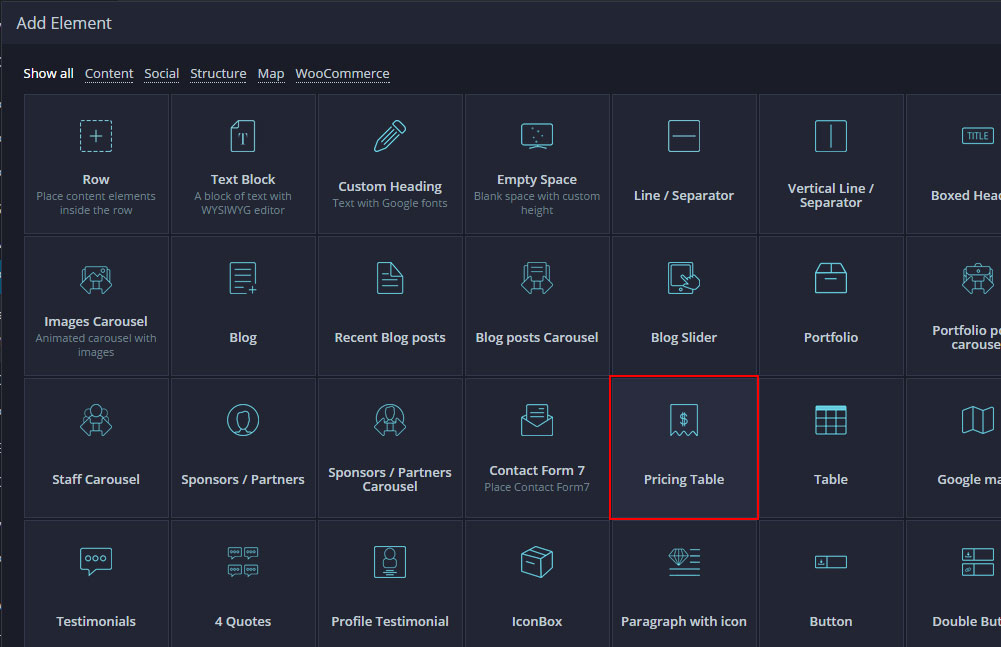 Add Element
Show all Content Social Structure Map WooCommerce
T
TITLE
Row
Place content elements
inside the row
Text Block
A block of text with
WYSIWYG editor
Custom Heading
Text with Google fonts
Empty Space
Blank space with custom
height
Line / Separator
Vertical Line /
Separator
Boxed Hea
Images Carousel
Animated carousel with
images
Blog
Recent Blog posts
Blog posts Carousel
Blog Slider
Portfolio
Portfolio po
carouse
$
Staff Carousel
Sponsors / Partners
Sponsors / Partners
Carousel
Contact Form 7
Place Contact Form7
Pricing Table
Table
Google ma
Testimonials
4 Quotes
Profile Testimonial
IconBox
Paragraph with icon
Button
Double Bu